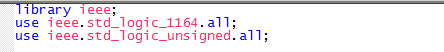 library ieee;
use ieee.std_logic_1164.all;
use ieee.std_logic_unsigned.all;